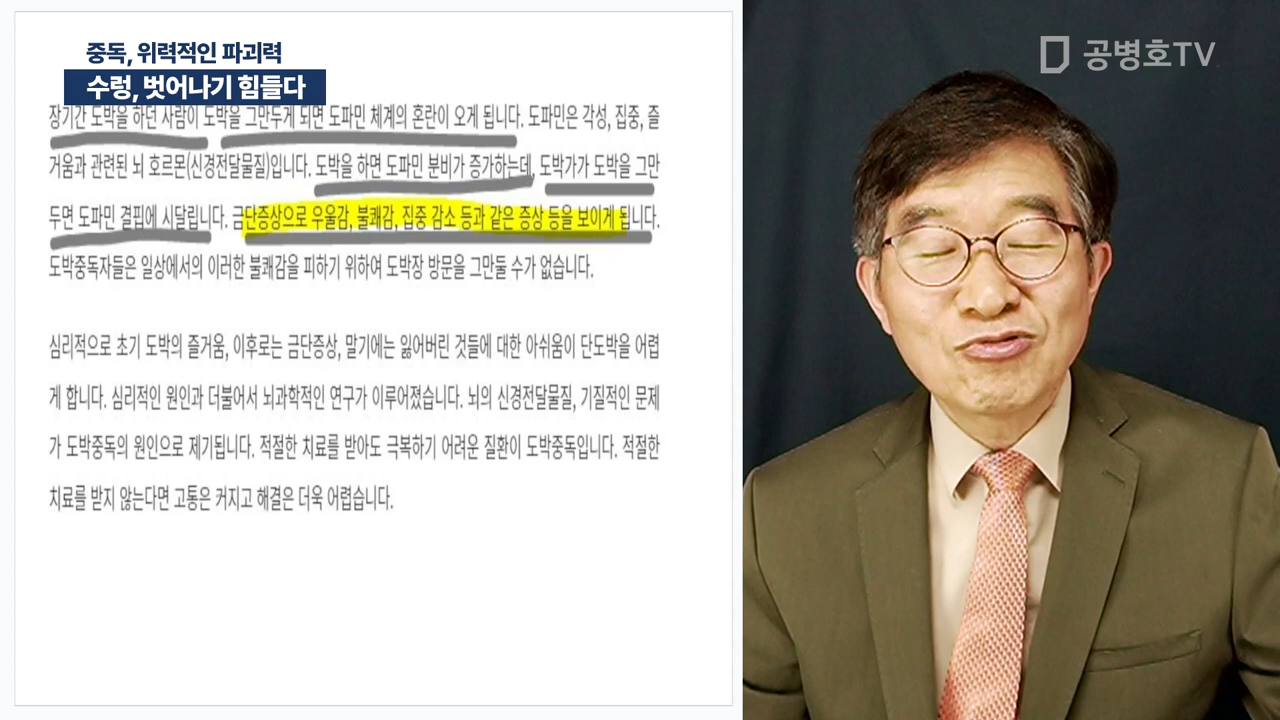 중독, 위력적인 파괴력
수렁, 벗어나기 힘들다
공병호TV
장기간 도박을 하던 사람이 도박을 그만두게 되면 도파민 체계의 혼란이 오게 됩니다. 도파민은 각성, 집중, 즐
거움과 관련된 뇌 호르몬(신경전달물질)입니다. 도박을 하면 도파민 분비가 증가하는데, 도박가가 도박을 그만
두면 도파민 결핍에 시달립니다. 금단증상으로 우울감, 불쾌감, 집중 감소 등과 같은 증상 등을 보이게 됩니다.
도박중독자들은 일상에서의 이러한 불쾌감을 피하기 위하여 도박장 방문을 그만둘 수가 없습니다.
심리적으로 초기 도박의 즐거움, 이후로는 금단증상, 말기에는 잃어버린 것들에 대한 아쉬움이 단도박을 어렵
게 합니다. 심리적인 원인과 더불어서 뇌과학적인 연구가 이루어졌습니다. 뇌의 신경전달물질, 기질적인 문제
가 도박중독의 원인으로 제기됩니다. 적절한 치료를 받아도 극복하기 어려운 질환이 도박중독입니다. 적절한
치료를 받지 않는다면 고통은 커지고 해결은 더욱 어렵습니다.